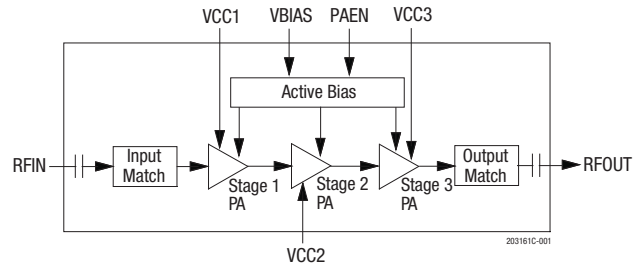 VCC1 VBIAS PAEN VCC3
Active Bias
RFIN
Input
Match
Stage 1
PA
Stage 2
PA
Stage 3
PA
Output
Match
RFOUT
VCC2
203161C-001